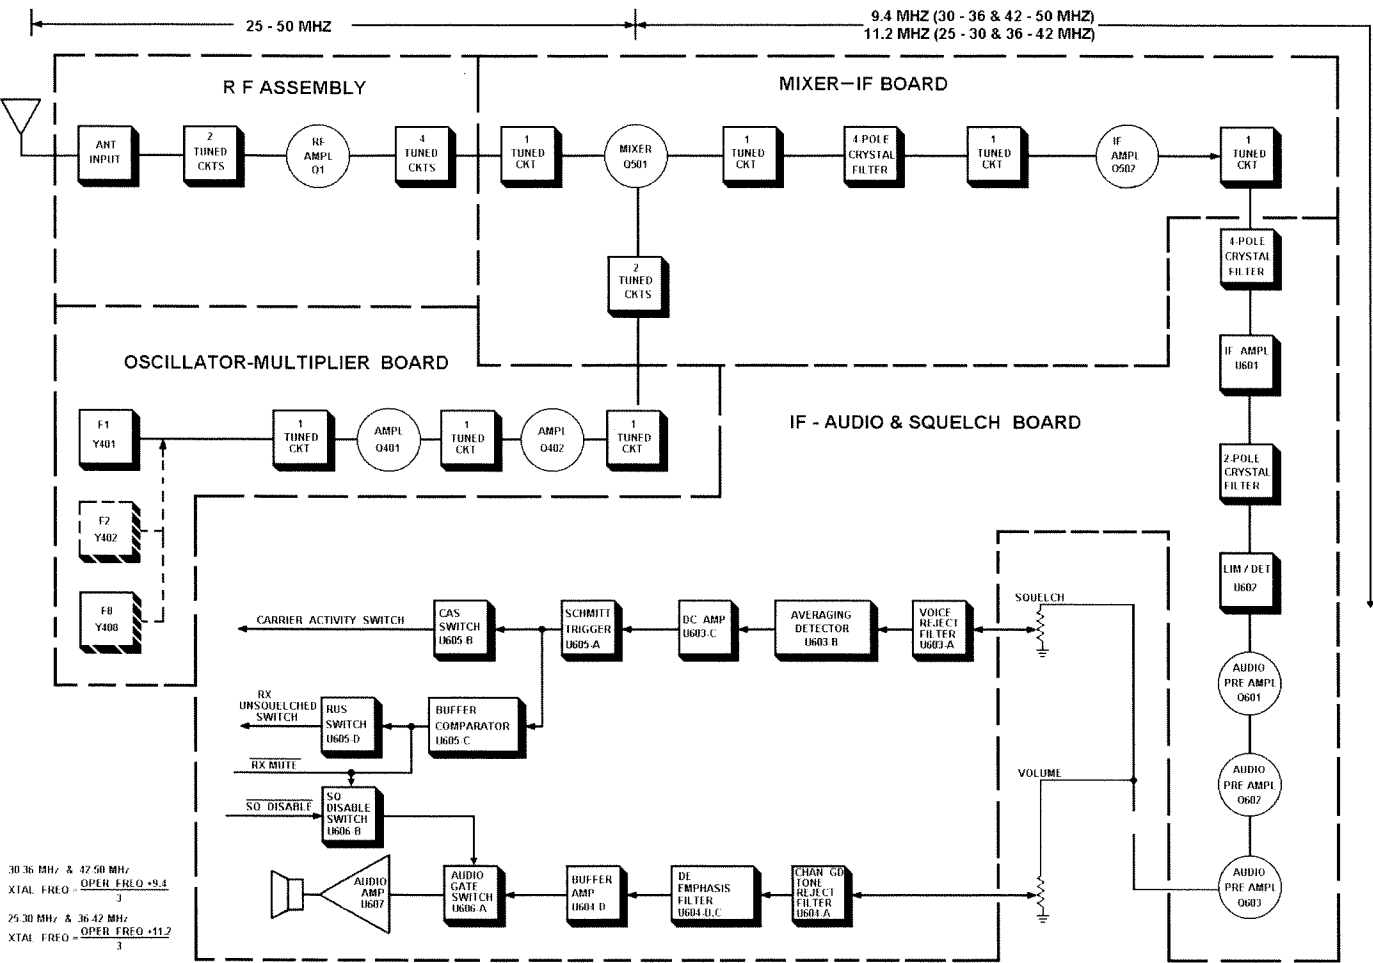 25 - 50 MHZ
9.4 MHZ (30 - 36 & 42 - 50 MHZ)
11.2 MHZ (25 - 30 & 36 - 42 MHZ)
R F ASSEMBLY
MIXER-IF BOARD
ANT
INPUT
2
TUNED
CKTS
RF
AMPL
Q1
4
TUNED
CKTS
1
TUNED
CKT
MIXER
Q501
1
TUNED
CKT
4-POLE
CRYSTAL
FILTER
1
TUNED
CKT
IF
AMPL
Q502
1
TUNED
CKT
2
TUNED
CKTS
4-POLE
CRYSTAL
FILTER
IF AMPL
U601
2-POLE
CRYSTAL
FILTER
LIM / DET
U602
AUDIO
PRE AMPL
Q601
AUDIO
PRE AMPL
Q602
AUDIO
PRE AMPL
Q603
OSCILLATOR-MULTIPLIER BOARD
F1
Y401
1
TUNED
CKT
AMPL
Q401
1
TUNED
CKT
AMPL
Q402
1
TUNED
CKT
F2
Y402
F8
Y408
IF - AUDIO & SQUELCH BOARD
CARRIER ACTIVITY SWITCH
CAS
SWITCH
U605-B
SCHMITT
TRIGGER
U605-A
DC AMP
U603-C
AVERAGING
DETECTOR
U603-B
VOICE
REJECT
FILTER
U603-A
SQUELCH
RX
UNSQUELCHED
SWITCH
RUS
SWITCH
U605-D
BUFFER
COMPARATOR
U605-C
RX MUTE
SQ DISABLE
SQ
DISABLE
SWITCH
U606-B
VOLUME
AUDIO
AMP
U607
AUDIO
GATE
SWITCH
U606-A
BUFFER
AMP
U604-D
DE
EMPHASIS
FILTER
U604-D,C
CHAN GD
TONE
REJECT
FILTER
U604-A
30-36 MHz & 42-50 MHz
XTAL FREQ = OPER FREQ +9.4
3
25-30 MHz & 36-42 MHz
XTAL FREQ = OPER FREQ +11.2
3